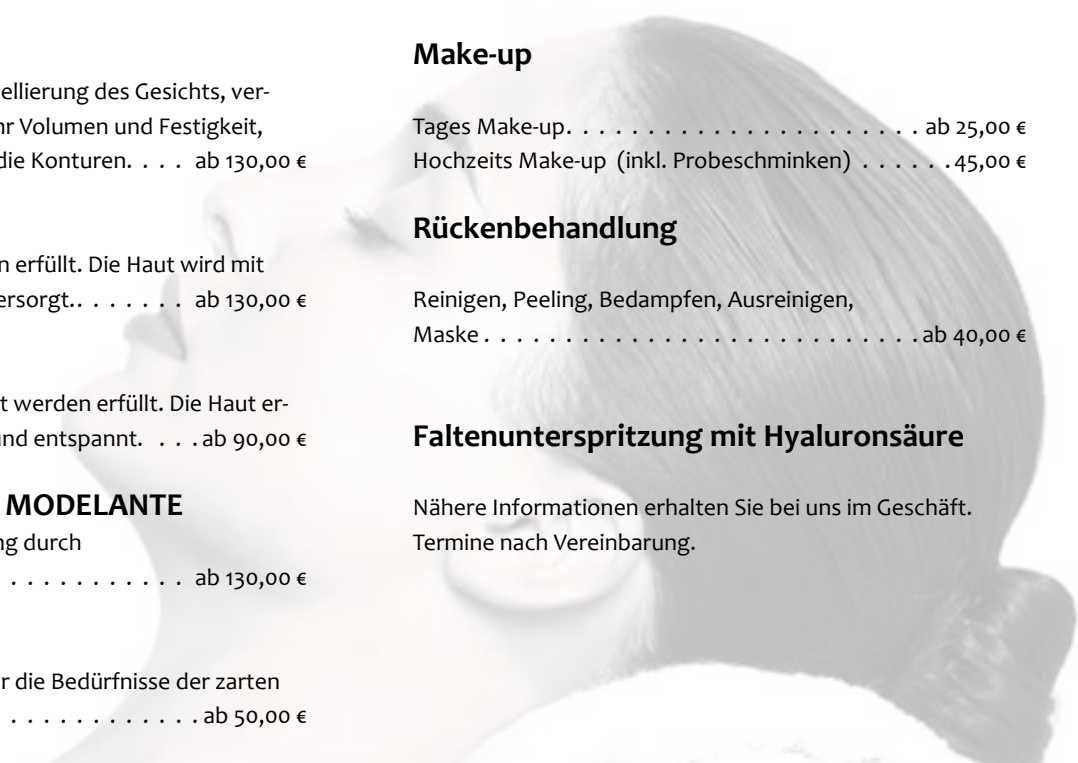 ellierung des Gesichts, ver-
hr Volumen und Festigkeit,
die Konturen. . . . ab 130,00 €
n erfüllt. Die Haut wird mit
ersorgt.. . . . . . . ab 130,00 €
t werden erfüllt. Die Haut er-
und entspannt. . . . ab 90,00 €
MODELANTE
ng durch
. . . . . . . . . . . . ab 130,00 €
r die Bedürfnisse der zarten
. . . . . . . . . . . . . ab 50,00 €
Make-up
Tages Make-up. . . . . . . . . . . . . . . . . . . . . . . ab 25,00 €
Hochzeits Make-up (inkl. Probeschminken) . . . . . . 45,00 €
Rückenbehandlung
Reinigen, Peeling, Bedampfen, Ausreinigen,
Maske . . . . . . . . . . . . . . . . . . . . . . . . . . . . ab 40,00 €
Faltenunterspritzung mit Hyaluronsäure
Nähere Informationen erhalten Sie bei uns im Geschäft.
Termine nach Vereinbarung.